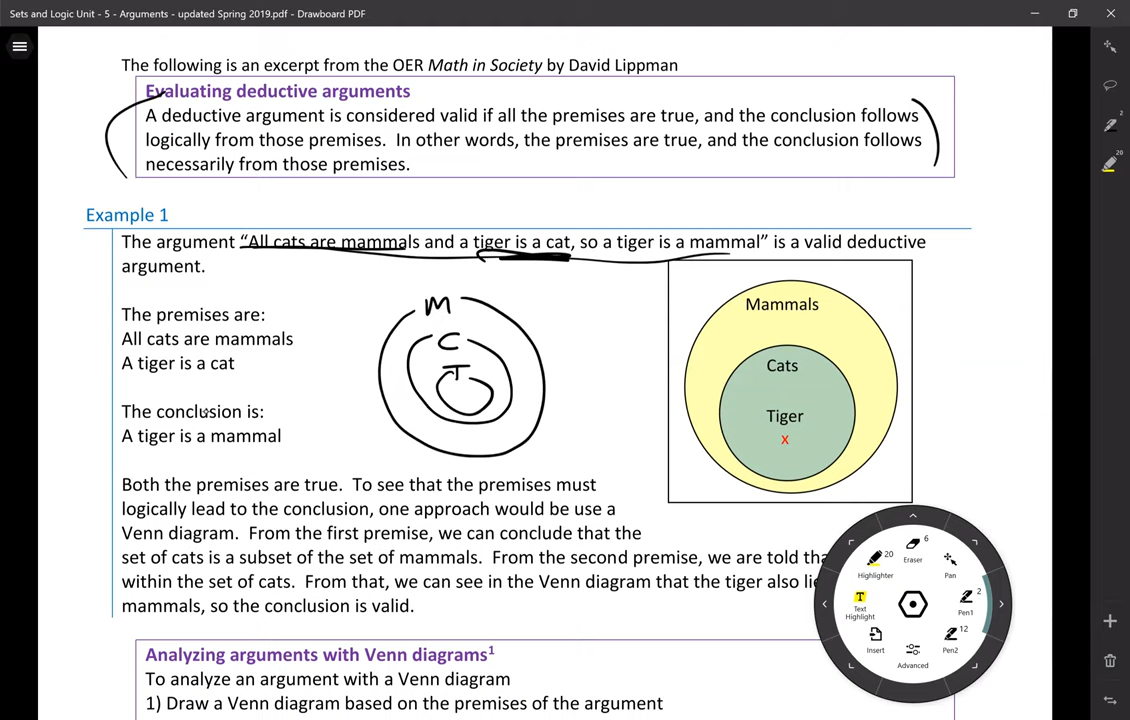 Sets and Logic Unit - 5 - Arguments - updated Spring 2019.pdf - Drawboard PDF
The following is an excerpt from the OER Math in Society by David Lippman
Evaluating deductive arguments
A deductive argument is considered valid if all the premises are true, and the conclusion follows
logically from those premises. In other words, the premises are true, and the conclusion follows
necessarily from those premises.
Example 1
The argument “All cats are mammals and a tiger is a cat, so a tiger is a mammal” is a valid deductive
argument.
The premises are:
All cats are mammals
A tiger is a cat
The conclusion is:
A tiger is a mammal
M
C
T
Mammals
Cats
Tiger
x
Both the premises are true. To see that the premises must
logically lead to the conclusion, one approach would be use a
Venn diagram. From the first premise, we can conclude that the
set of cats is a subset of the set of mammals. From the second premise, we are told
within the set of cats. From that, we can see in the Venn diagram that the tiger also
mammals, so the conclusion is valid.
Analyzing arguments with Venn diagrams1
To analyze an argument with a Venn diagram
1) Draw a Venn diagram based on the premises of the argument
6
Eraser
20
Highlighter
Pan
T
Text
Highlight
2
Pen1
Insert
12
Pen2
Advanced
2
20